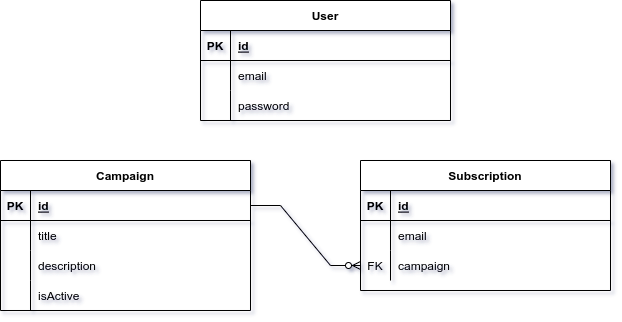 User
PK id
email
password
Campaign
PK id
title
description
isActive
Subscription
PK id
email
FK campaign